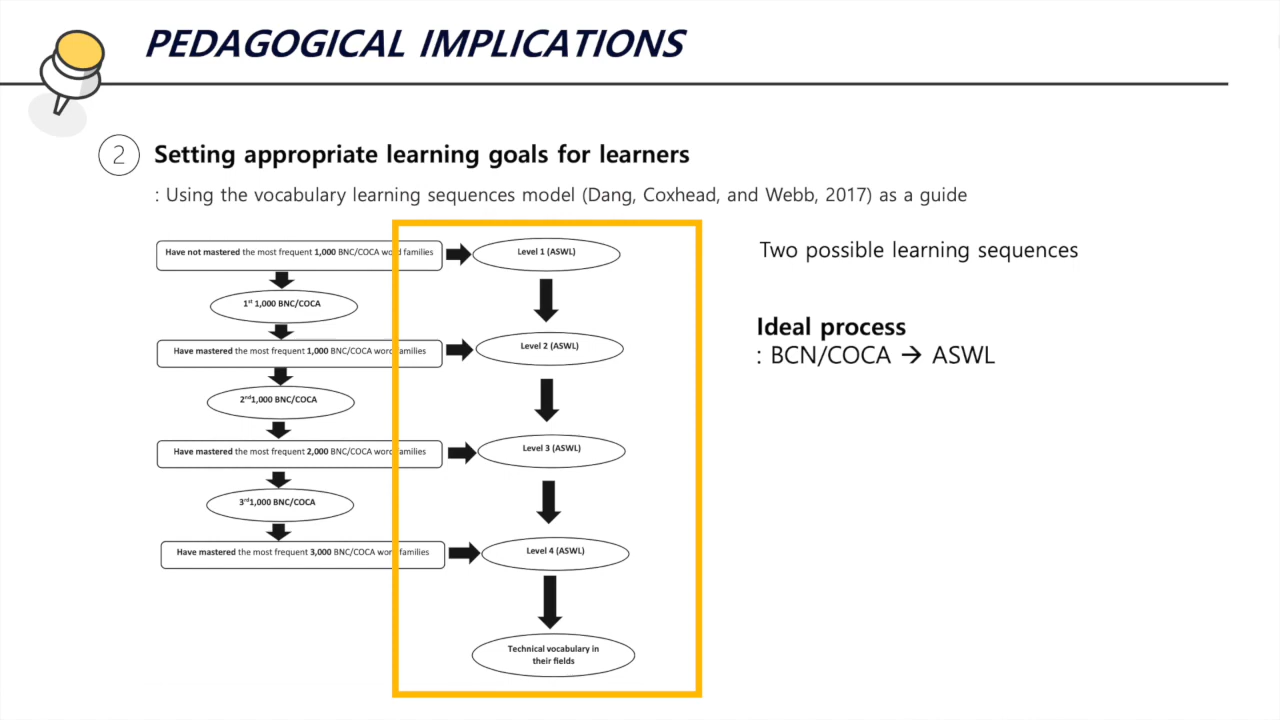 PEDAGOGICAL IMPLICATIONS
2 Setting appropriate learning goals for learners
: Using the vocabulary learning sequences model (Dang, Coxhead, and Webb, 2017) as a guide
Have not mastered the most frequent 1,000 BNC/COCA word families
Level 1 (ASWL)
1st 1,000 BNC/COCA
Have mastered the most frequent 1,000 BNC/COCA word families
Level 2 (ASWL)
2nd1,000 BNC/COCA
Have mastered the most frequent 2,000 BNC/COCA word families
Level 3 (ASWL)
3rd1,000 BNC/COCA
Have mastered the most frequent 3,000 BNC/COCA word families
Level 4 (ASWL)
Technical vocabulary in
their fields
Two possible learning sequences
Ideal process
: BCN/COCA → ASWL